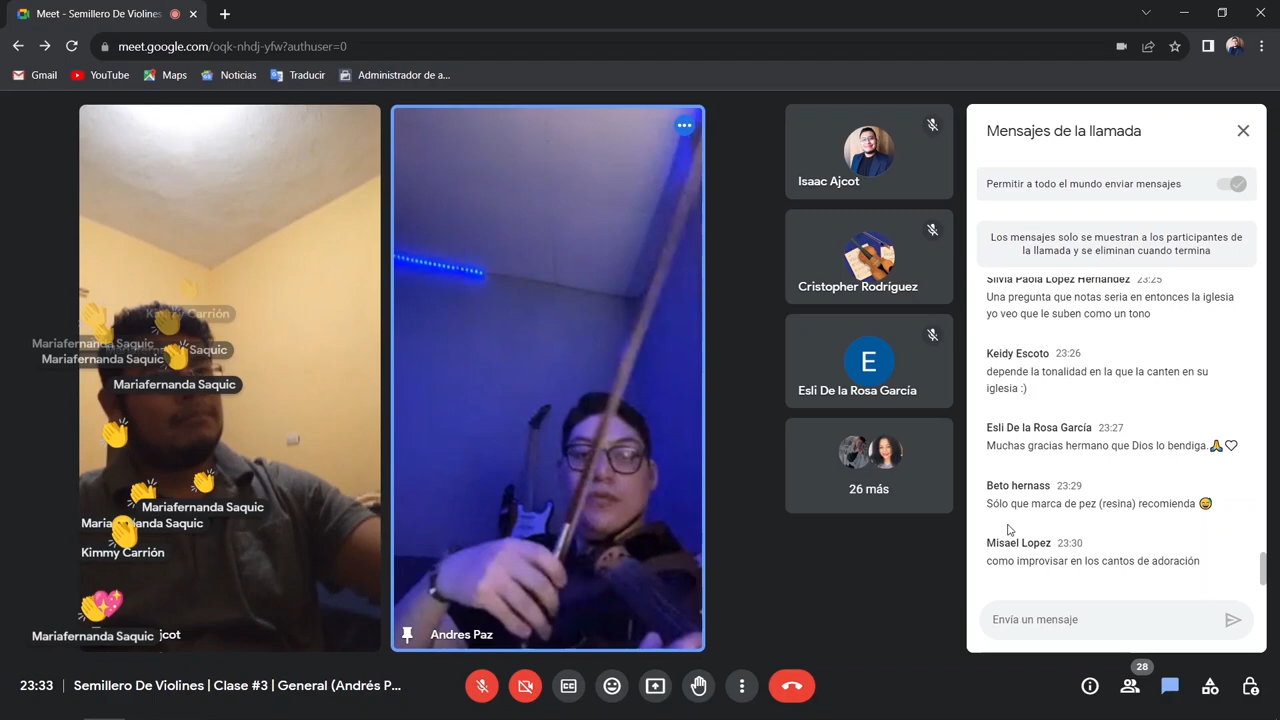 Meet - Semillero De Violines
meet.google.com/oqk-nhdj-yfw?authuser=0
Gmail
YouTube
Maps
Noticias
Traducir
Administrador de a...
Kimmy Carrión
Mariafernanda Saquic
Saquic
Mariafernanda Saquic
Mariafernanda Saquic
Mariafernanda Saquic
Kimmy Carrión
Mariafernanda Saquic
jcot
Andres Paz
Isaac Ajcot
Cristopher Rodríguez
E
Esli De la Rosa García
26 más
Mensajes de la llamada
Permitir a todo el mundo enviar mensajes
Los mensajes solo se muestran a los participantes de
la llamada y se eliminan cuando termina
Silvia Paola López Hernández 23:25
Una pregunta que notas sería en entonces la iglesia
yo veo que le suben como un tono
Keidy Escoto 23:26
depende la tonalidad en la que la canten en su
iglesia :)
Esli De la Rosa García 23:27
Muchas gracias hermano que Dios lo bendiga.🙏♡
Beto hernass 23:29
Sólo que marca de pez (resina) recomienda 😅
Misael Lopez 23:30
como improvisar en los cantos de adoración
Envía un mensaje
23:33 | Semillero De Violines | Clase #3 | General (Andrés P...
28